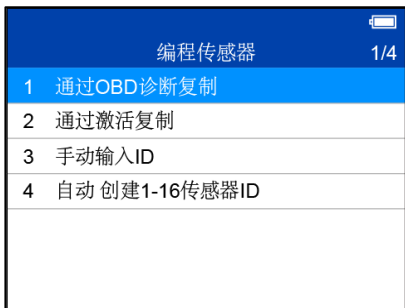 编程传感器 1/4
1 通过OBD诊断复制
2 通过激活复制
3 手动输入ID
4 自动 创建1-16传感器ID